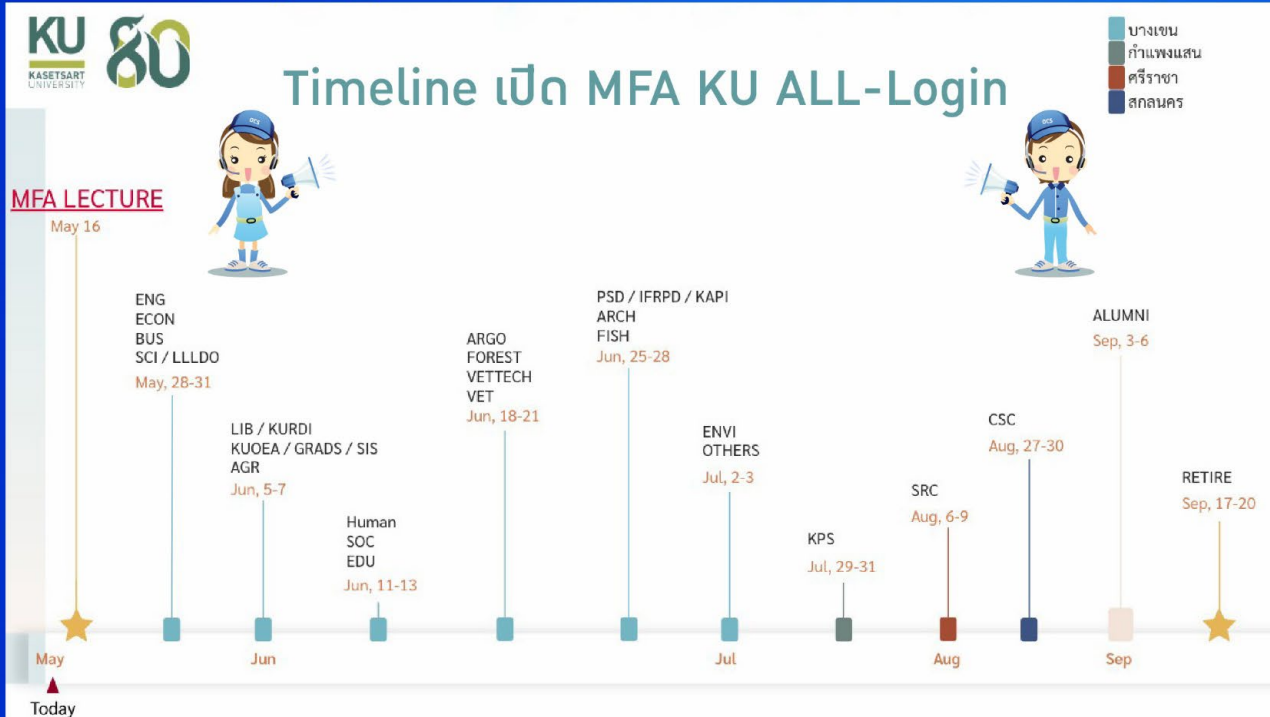 KU
KASETSART
UNIVERSITY
80
Timeline เปิด MFA KU ALL-Login
บางเขน
กำแพงแสน
ศรีราชา
สกลนคร
OCS
OCS
MFA LECTURE
May 16
ENG
ECON
BUS
SCI / LLLDO
May, 28-31
LIB / KURDI
KUOEA / GRADS / SIS
AGR
Jun, 5-7
Human
SOC
EDU
Jun, 11-13
ARGO
FOREST
VETTECH
VET
Jun, 18-21
PSD / IFRPD / KAPI
ARCH
FISH
Jun, 25-28
ENVI
OTHERS
Jul, 2-3
KPS
Jul, 29-31
SRC
Aug, 6-9
CSC
Aug, 27-30
ALUMNI
Sep, 3-6
RETIRE
Sep, 17-20
May
Jun
Jul
Aug
Sep
Today